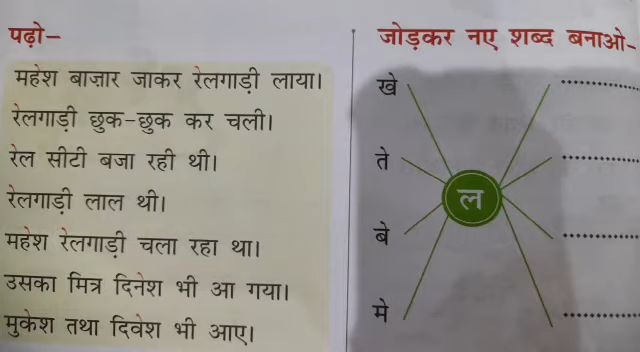 पढ़ो–
महेश बाज़ार जाकर रेलगाड़ी लाया।
रेलगाड़ी छुक-छुक कर चली।
रेल सीटी बजा रही थी।
रेलगाड़ी लाल थी।
महेश रेलगाड़ी चला रहा था।
उसका मित्र दिनेश भी आ गया।
मुकेश तथा दिवेश भी आए।
जोड़कर नए शब्द बनाओ-
खे
ते
ल
बे
मे